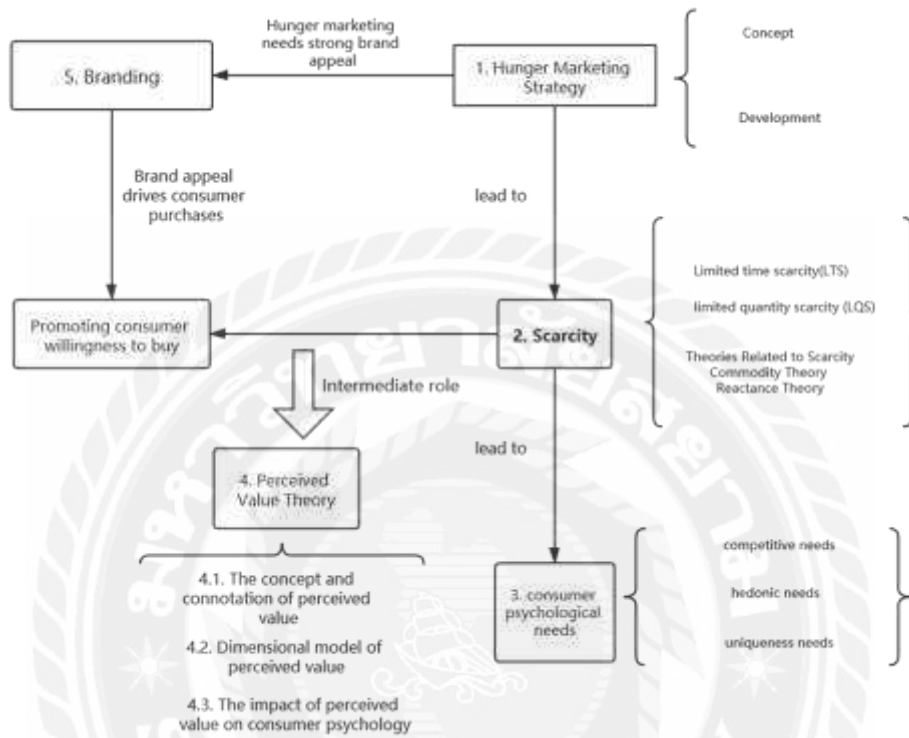 Hunger marketing
needs strong brand
appeal
5. Branding
1. Hunger Marketing
Strategy
Concept
Development
Brand appeal
drives consumer
purchases
lead to
Limited time scarcity(LTS)
limited quantity scarcity (LQS)
Theories Related to Scarcity
Commodity Theory
Reactance Theory
Promoting consumer
willingness to buy
2. Scarcity
Intermediate role
lead to
4. Perceived
Value Theory
4.1. The concept and
connotation of perceived
value
4.2. Dimensional model of
perceived value
4.3. The impact of perceived
value on consumer psychology
3. consumer
psychological
needs
competitive needs
hedonic needs
uniqueness needs